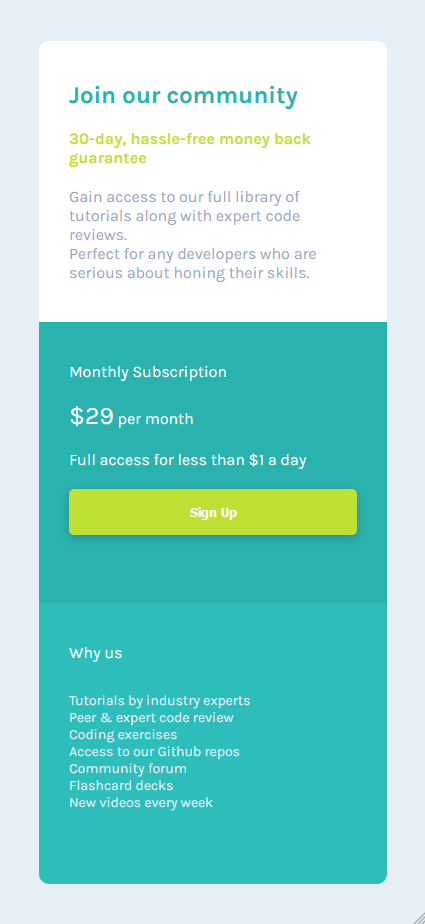 Join our community
30-day, hassle-free money back
guarantee
Gain access to our full library of
tutorials along with expert code
reviews.
Perfect for any developers who are
serious about honing their skills.
Monthly Subscription
$29 per month
Full access for less than $1 a day
Sign Up
Why us
Tutorials by industry experts
Peer & expert code review
Coding exercises
Access to our Github repos
Community forum
Flashcard decks
New videos every week